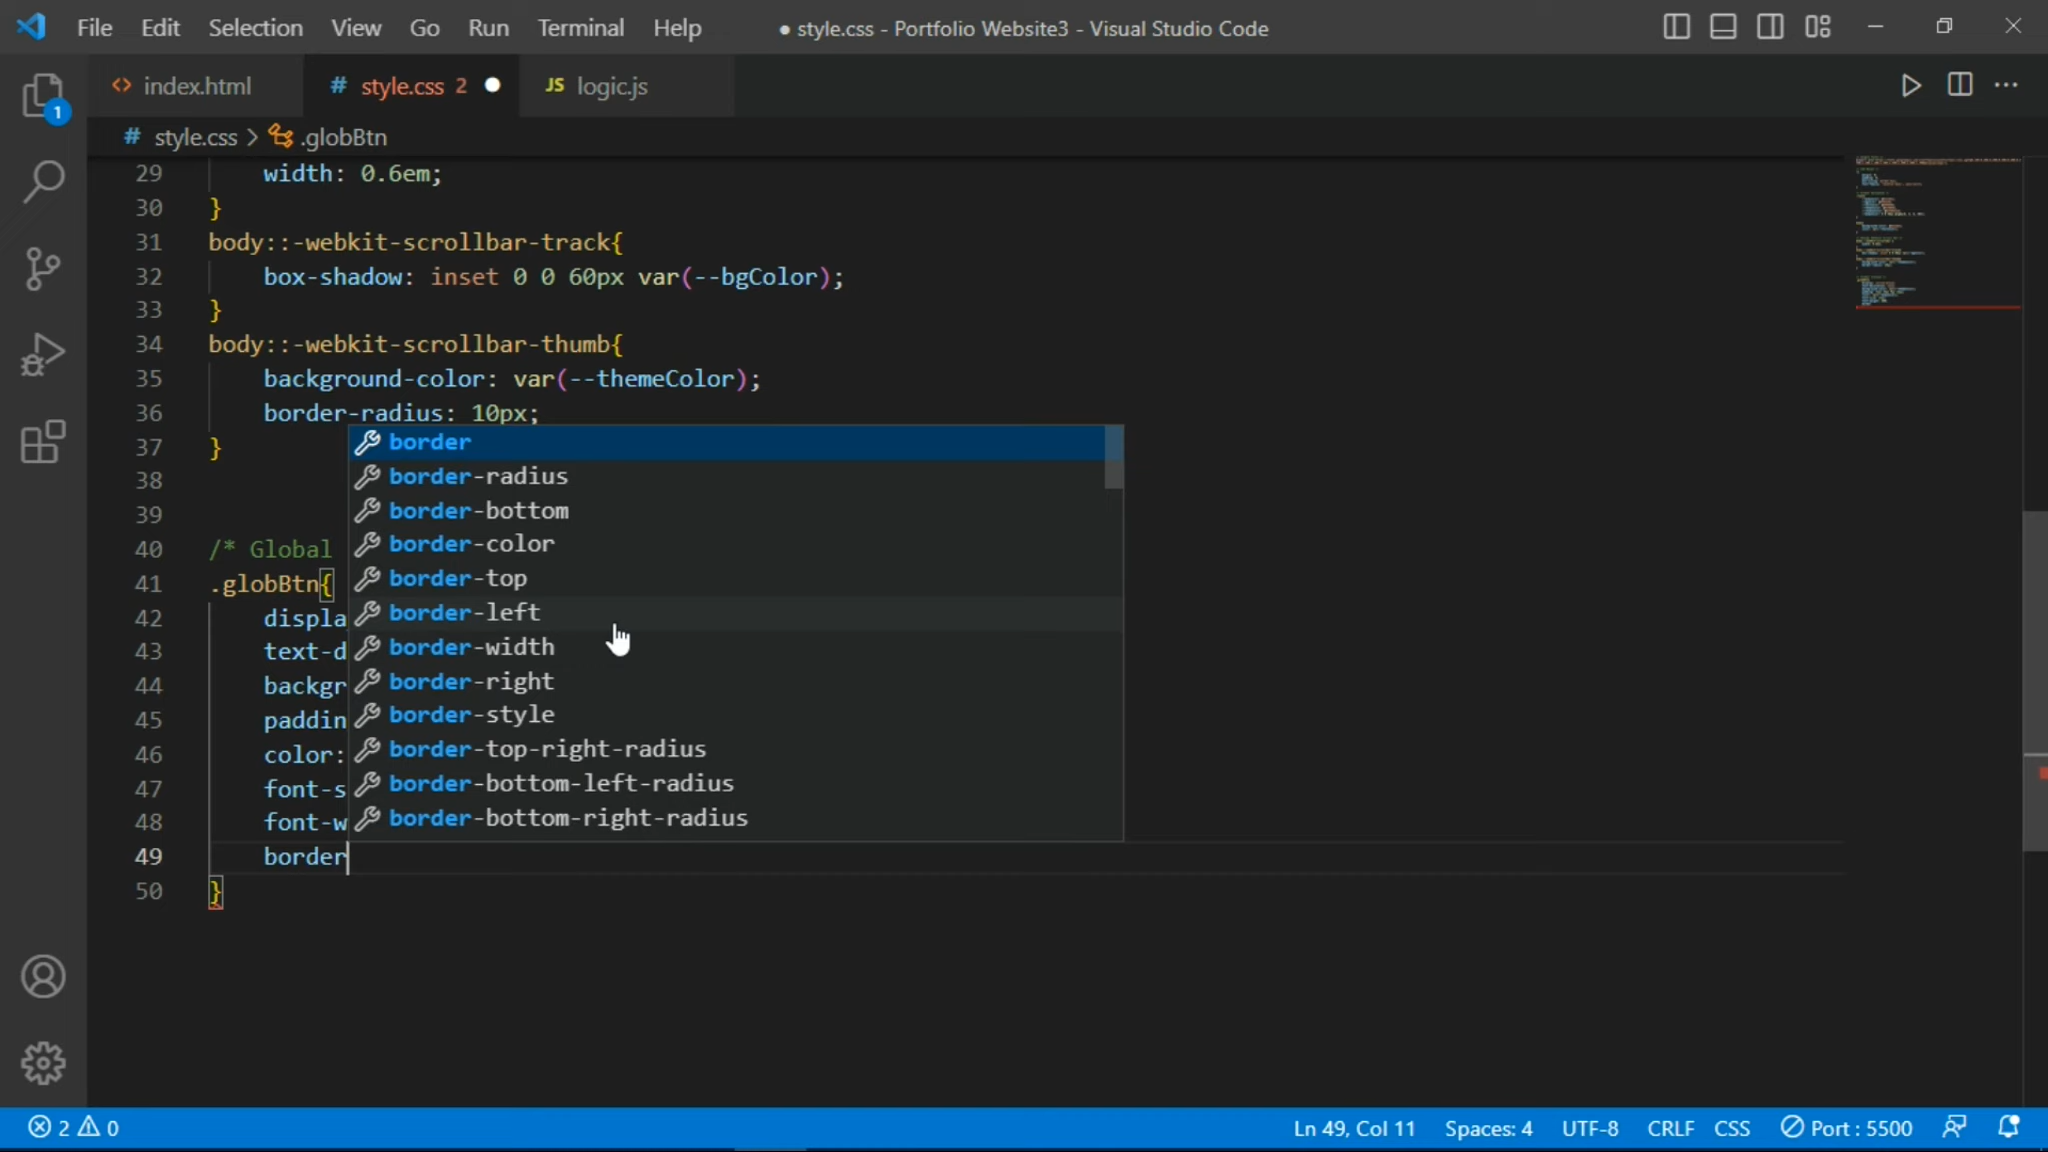 File Edit Selection View Go Run Terminal Help ● style.css - Portfolio Website3 - Visual Studio Code
<> index.html # style.css 2 ● JS logic.js
1
# style.css > .globBtn
29 width: 0.6em;
30 }
31 body::-webkit-scrollbar-track{
32 box-shadow: inset 0 0 60px var(--bgColor);
33 }
34 body::-webkit-scrollbar-thumb{
35 background-color: var(--themeColor);
36 border-radius: 10px;
37 }
border
38
border-radius
39
border-bottom
40 /* Global
border-color
41 .globBtn{
border-top
42 displa
border-left
43 text-d
border-width
44 backgr
border-right
45 paddin
border-style
46 color:
border-top-right-radius
47 font-s
border-bottom-left-radius
48 font-w
border-bottom-right-radius
49 border
50 }
2 0 Ln 49, Col 11 Spaces: 4 UTF-8 CRLF CSS Port : 5500